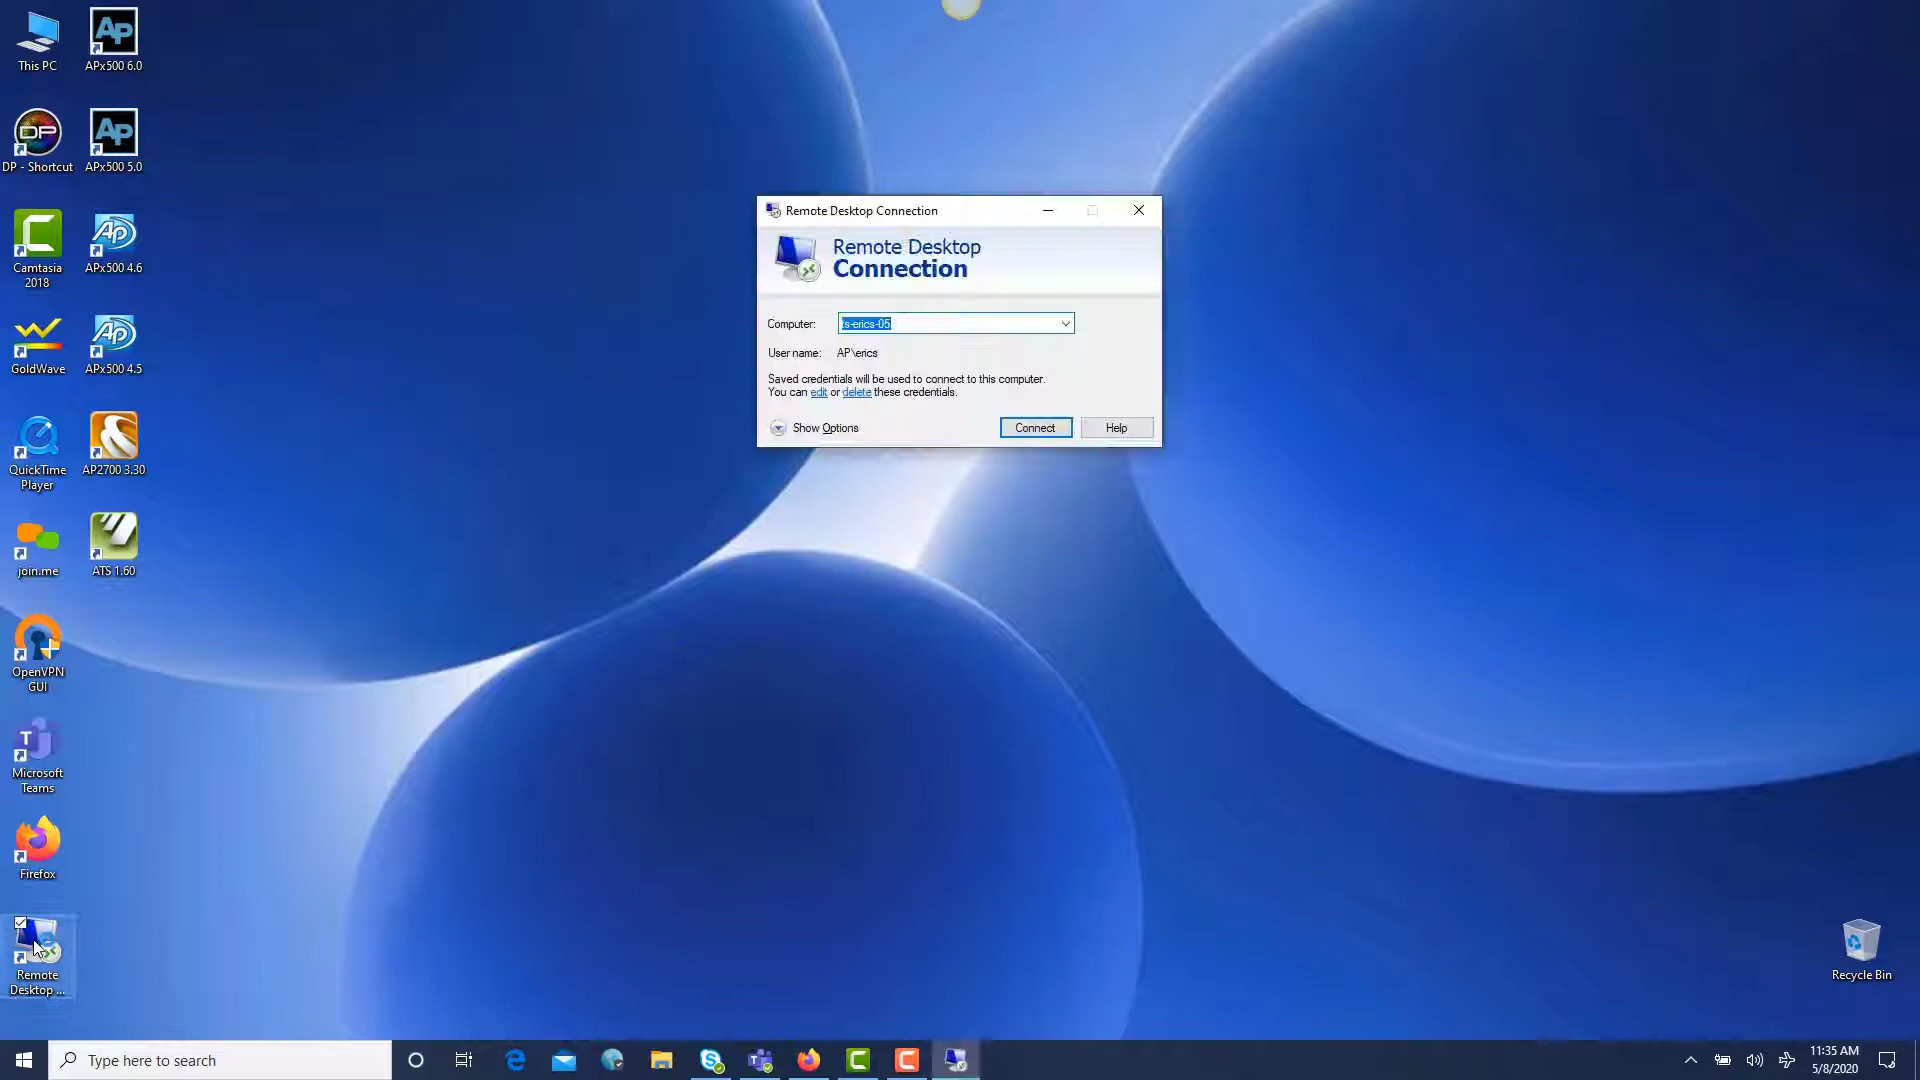 This PC
APx500 6.0
DP
DP - Shortcut
Ap
APx500 5.0
Camtasia
2018
APx500 4.6
GoldWave
APx500 4.5
QuickTime
Player
AP2700 3.30
join.me
ATS 1.60
OpenVPN
GUI
Microsoft
Teams
Firefox
Remote
Desktop ...
Remote Desktop Connection
Remote Desktop
Connection
Computer: ts-erics-05
User name: AP\erics
Saved credentials will be used to connect to this computer.
You can edit or delete these credentials.
Show Options
Connect
Help
Recycle Bin
Type here to search
11:35 AM
5/8/2020